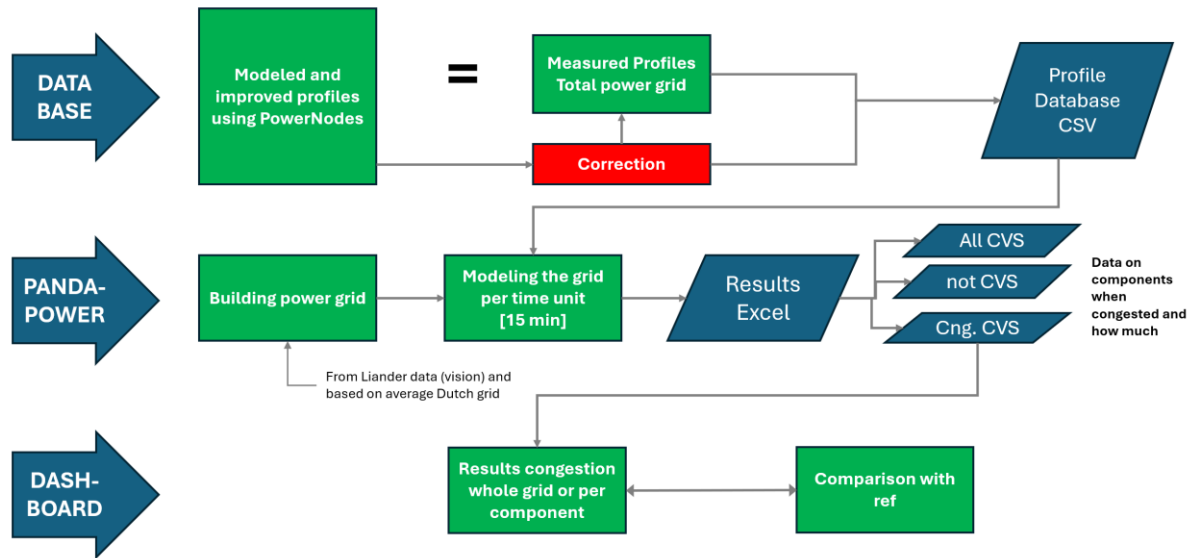 DATA
BASE
Modeled and
improved profiles
using PowerNodes
=
Measured Profiles
Total power grid
Correction
Profile
Database
CSV
PANDA-
POWER
Building power grid
Modeling the grid
per time unit
[15 min]
Results
Excel
All CVS
not CVS
Cng. CVS
Data on
components
when
congested and
how much
From Liander data (vision) and
based on average Dutch grid
DASH-
BOARD
Results congestion
whole grid or per
component
Comparison with
ref